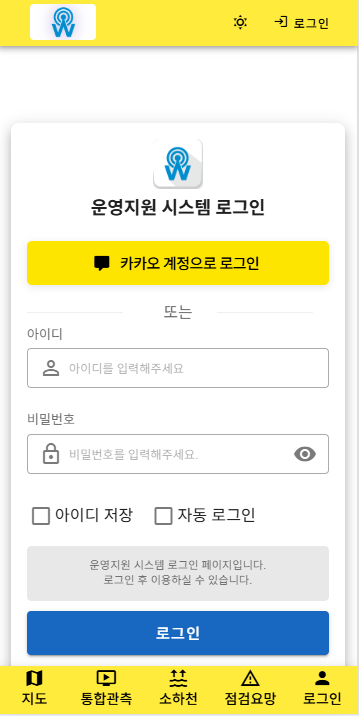 로그인
운영지원 시스템 로그인
카카오 계정으로 로그인
또는
아이디
아이디를 입력해주세요
비밀번호
비밀번호를 입력해주세요.
아이디 저장 자동 로그인
운영지원 시스템 로그인 페이지입니다.
로그인 후 이용하실 수 있습니다.
로그인
지도 통합관측 소하천 점검요망 로그인